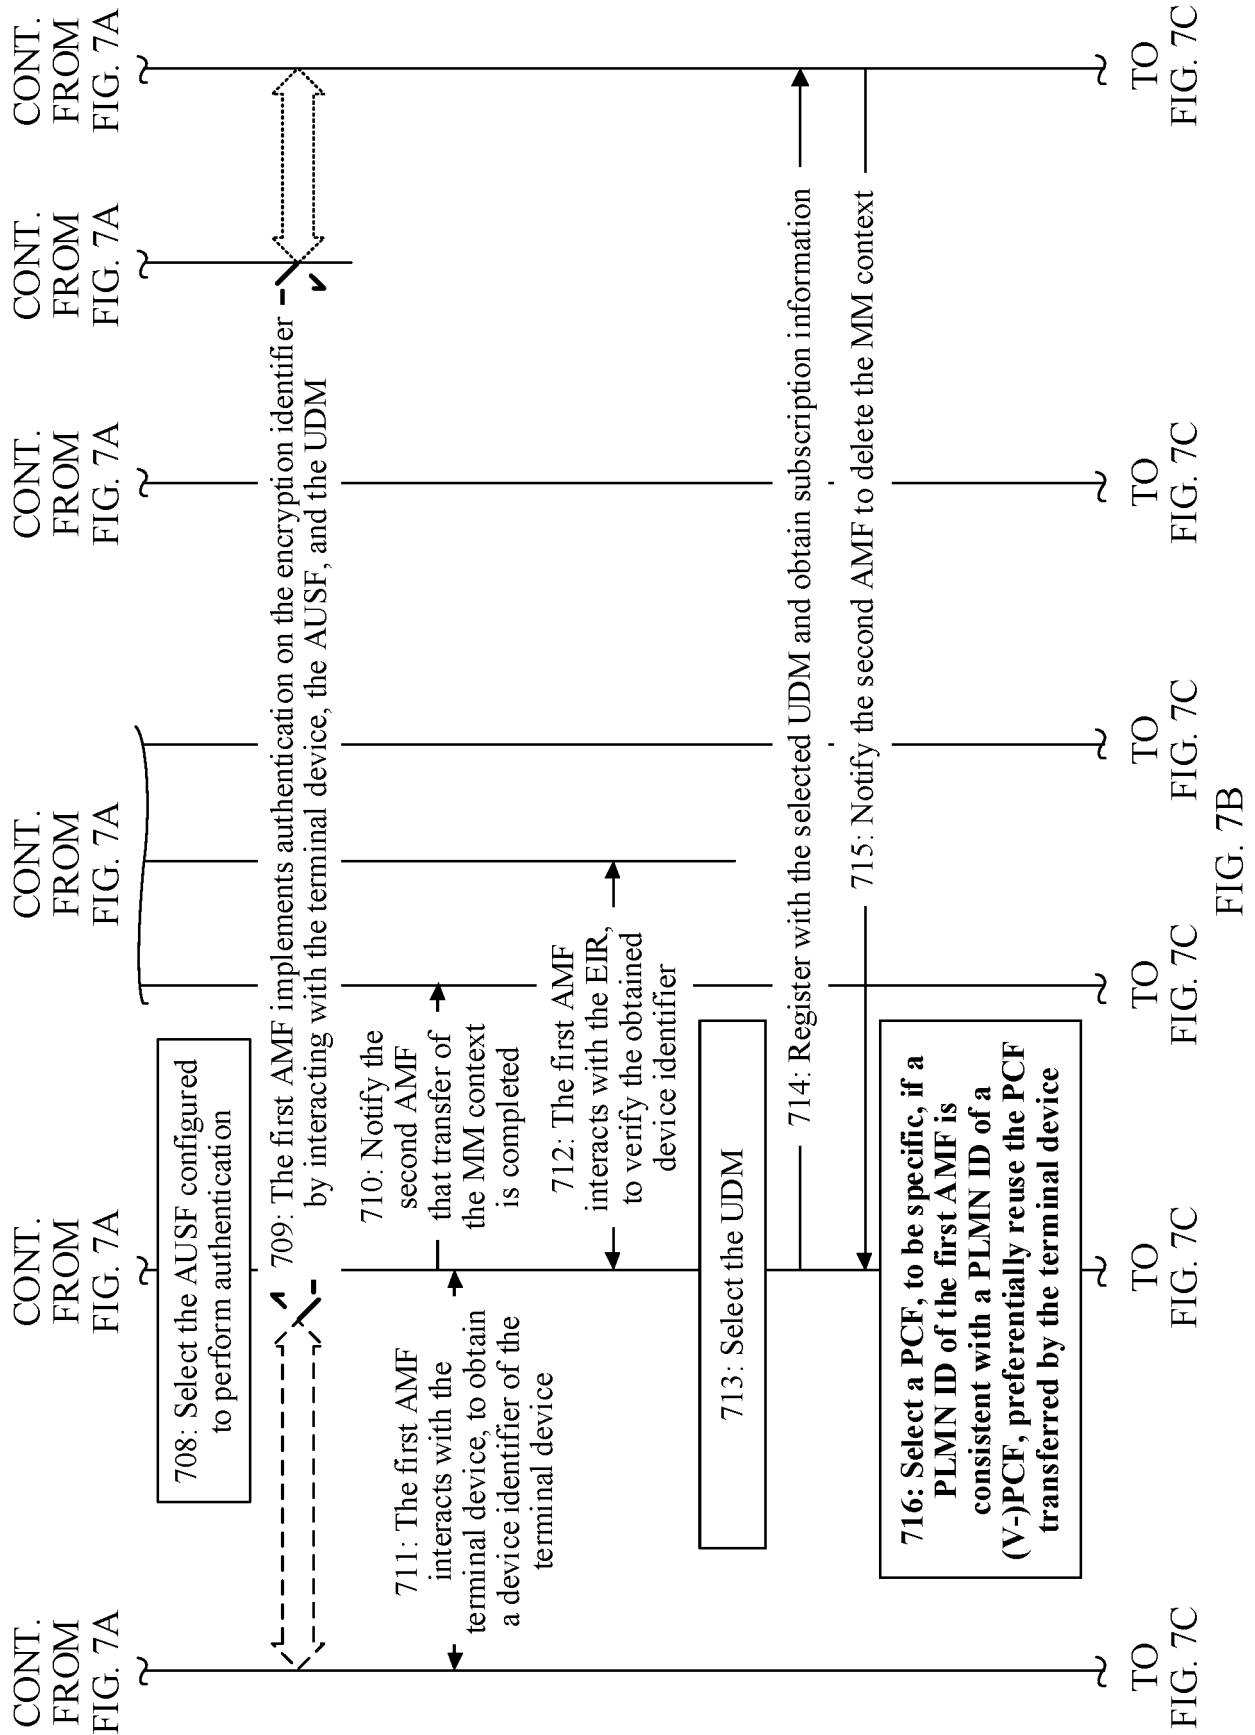 CONT.
FROM
FIG. 7A
CONT.
FROM
FIG. 7A
CONT.
FROM
FIG. 7A
CONT.
FROM
FIG. 7A
CONT.
FROM
FIG. 7A
CONT.
FROM
FIG. 7A
708: Select the AUSF configured
to perform authentication
709: The first AMF implements authentication on the encryption identifier
by interacting with the terminal device, the AUSF, and the UDM
710: Notify the
second AMF
that transfer of
the MM context
is completed
711: The first AMF
interacts with the
terminal device, to obtain
a device identifier of the
terminal device
712: The first AMF
interacts with the EIR,
to verify the obtained
device identifier
713: Select the UDM
714: Register with the selected UDM and obtain subscription information
715: Notify the second AMF to delete the MM context
716: Select a PCF, to be specific, if a
PLMN ID of the first AMF is
consistent with a PLMN ID of a
(V-)PCF, preferentially reuse the PCF
transferred by the terminal device
TO
FIG. 7C
TO
FIG. 7C
TO
FIG. 7C
TO
FIG. 7C
TO
FIG. 7C
TO
FIG. 7C
FIG. 7B